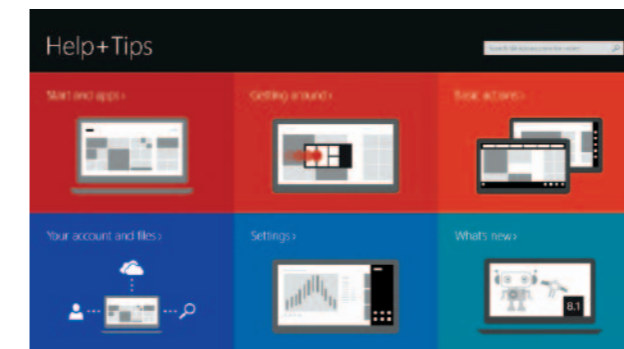 Help+Tips
Start and apps›
Getting around›
Basic actions›
Your account and files›
Settings›
What's new›
8.1